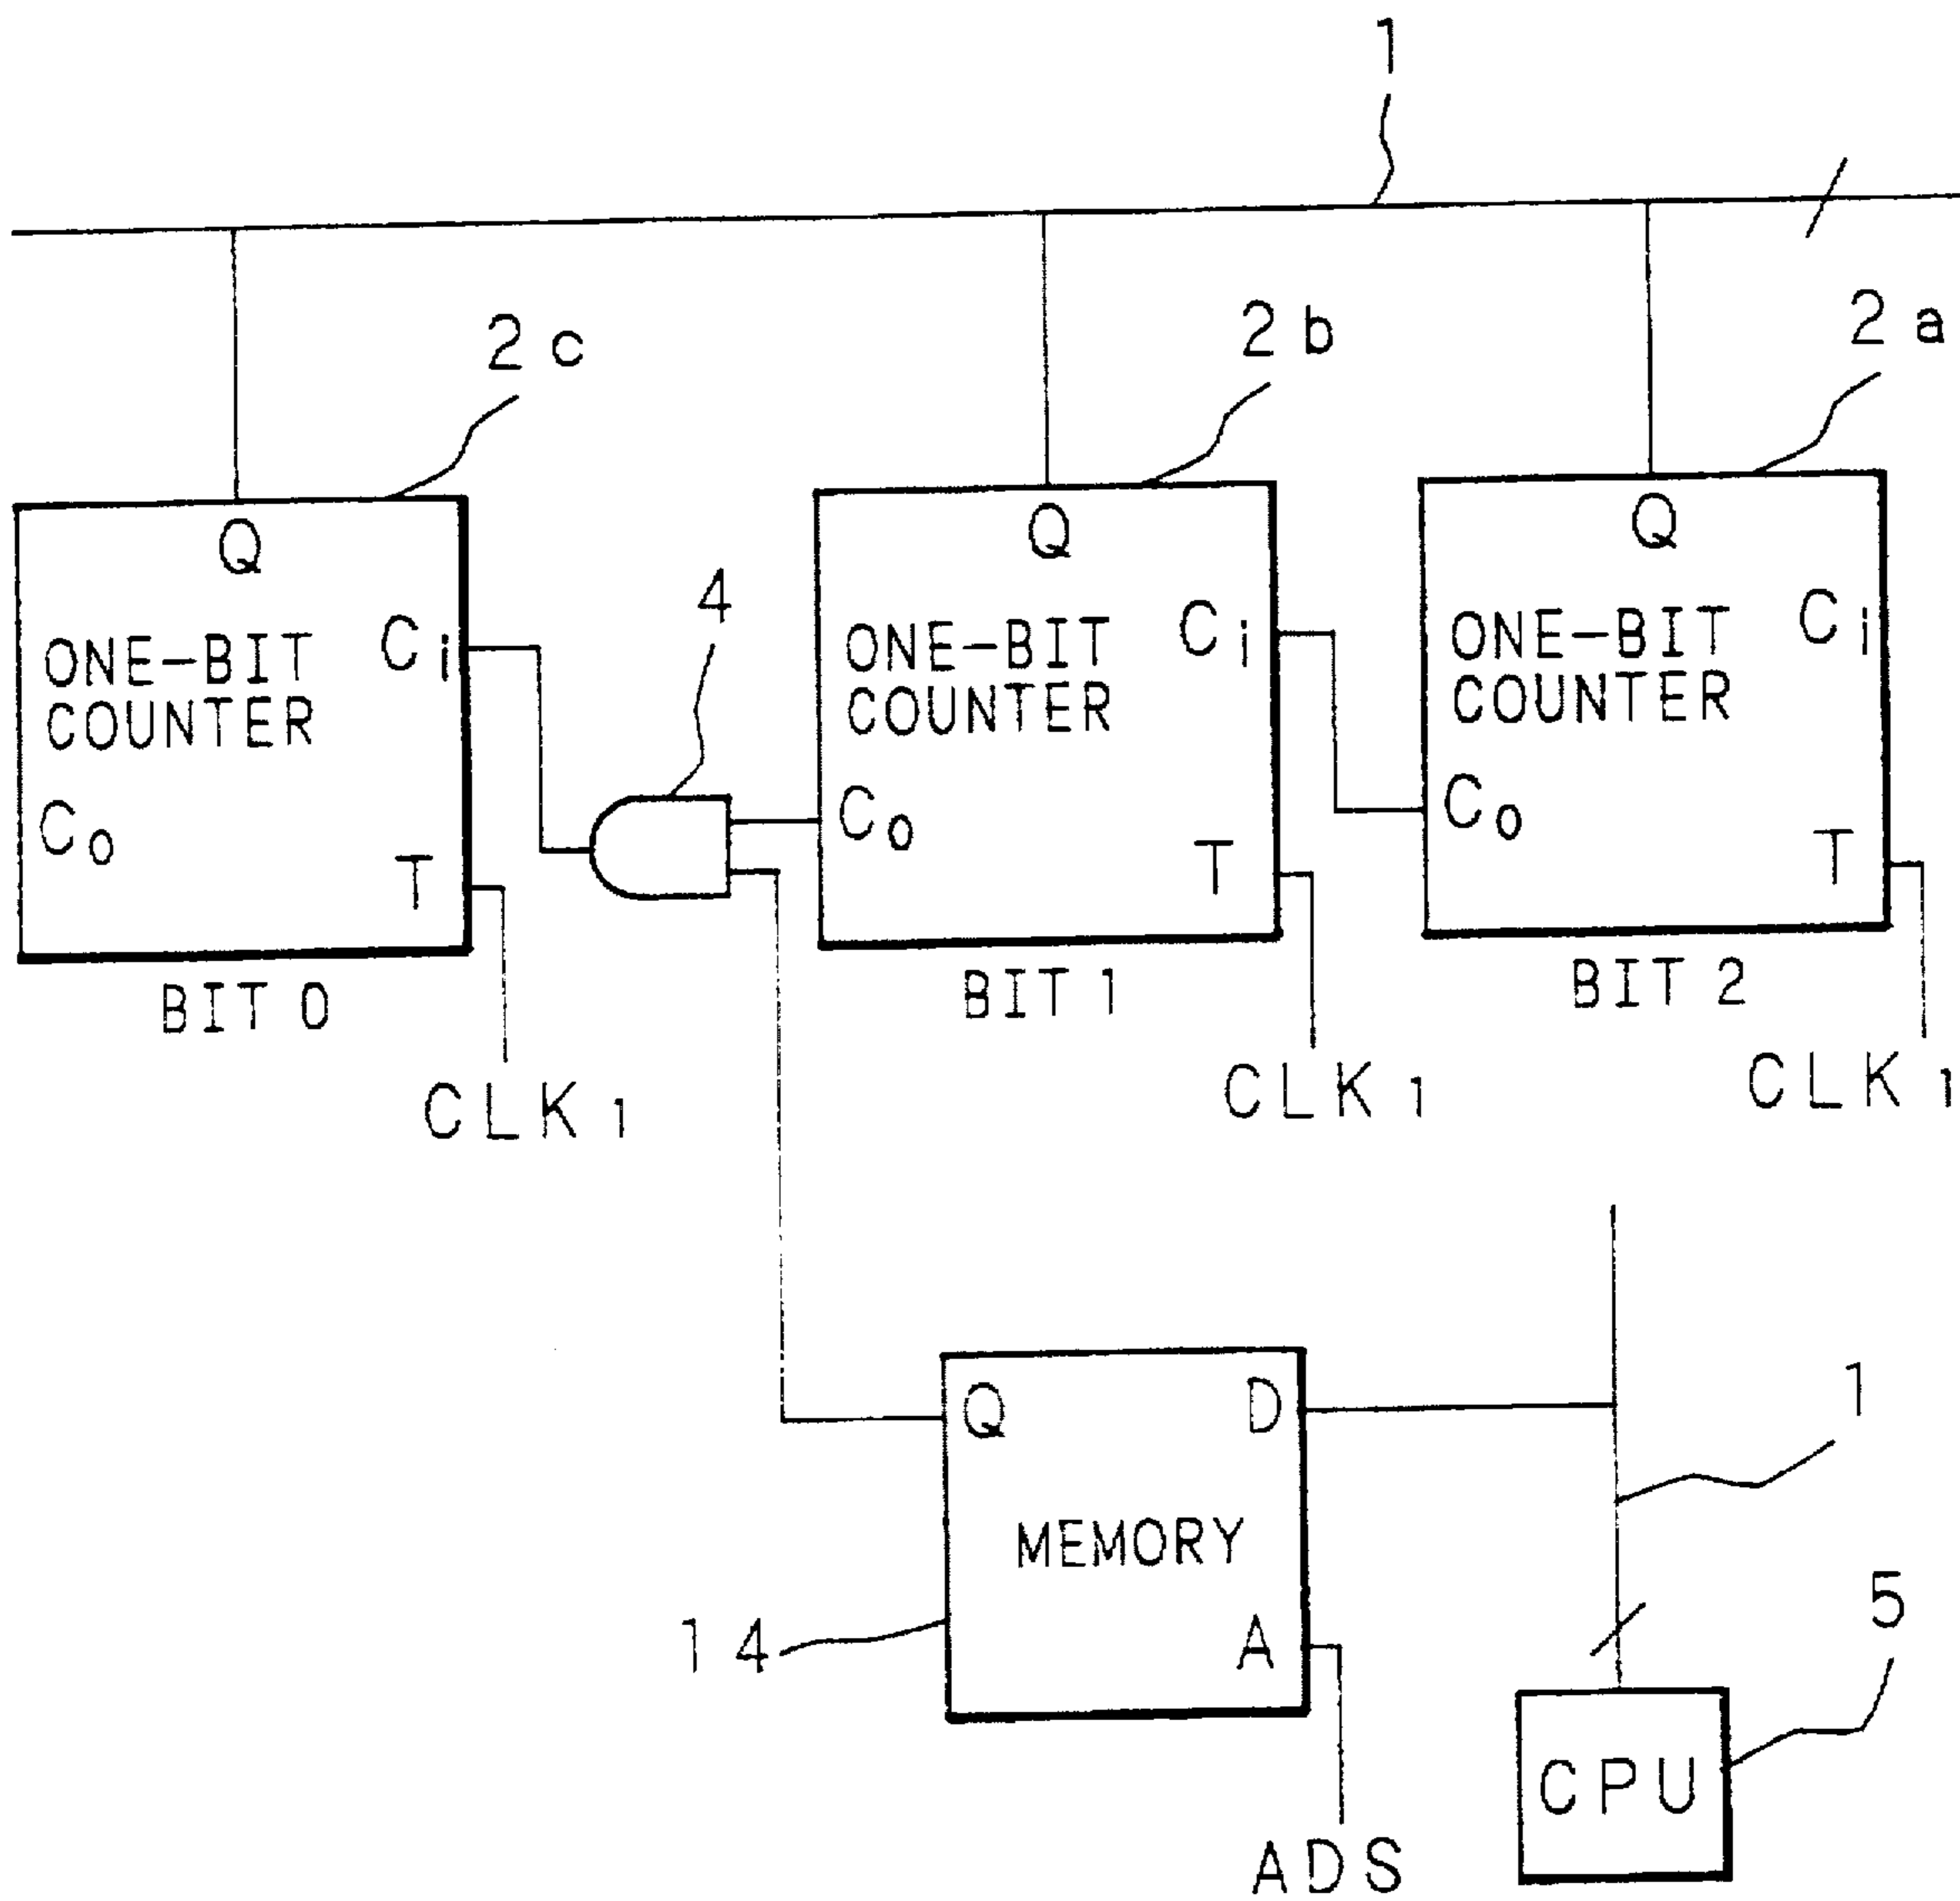 1
2c
2b
2a
Q
Q
Q
4
Ci
Ci
Ci
ONE-BIT
COUNTER
ONE-BIT
COUNTER
ONE-BIT
COUNTER
Co
Co
Co
T
T
T
BIT 0
BIT 1
BIT 2
CLK1
CLK1
CLK1
Q
D
1
MEMORY
14
A
5
CPU
ADS